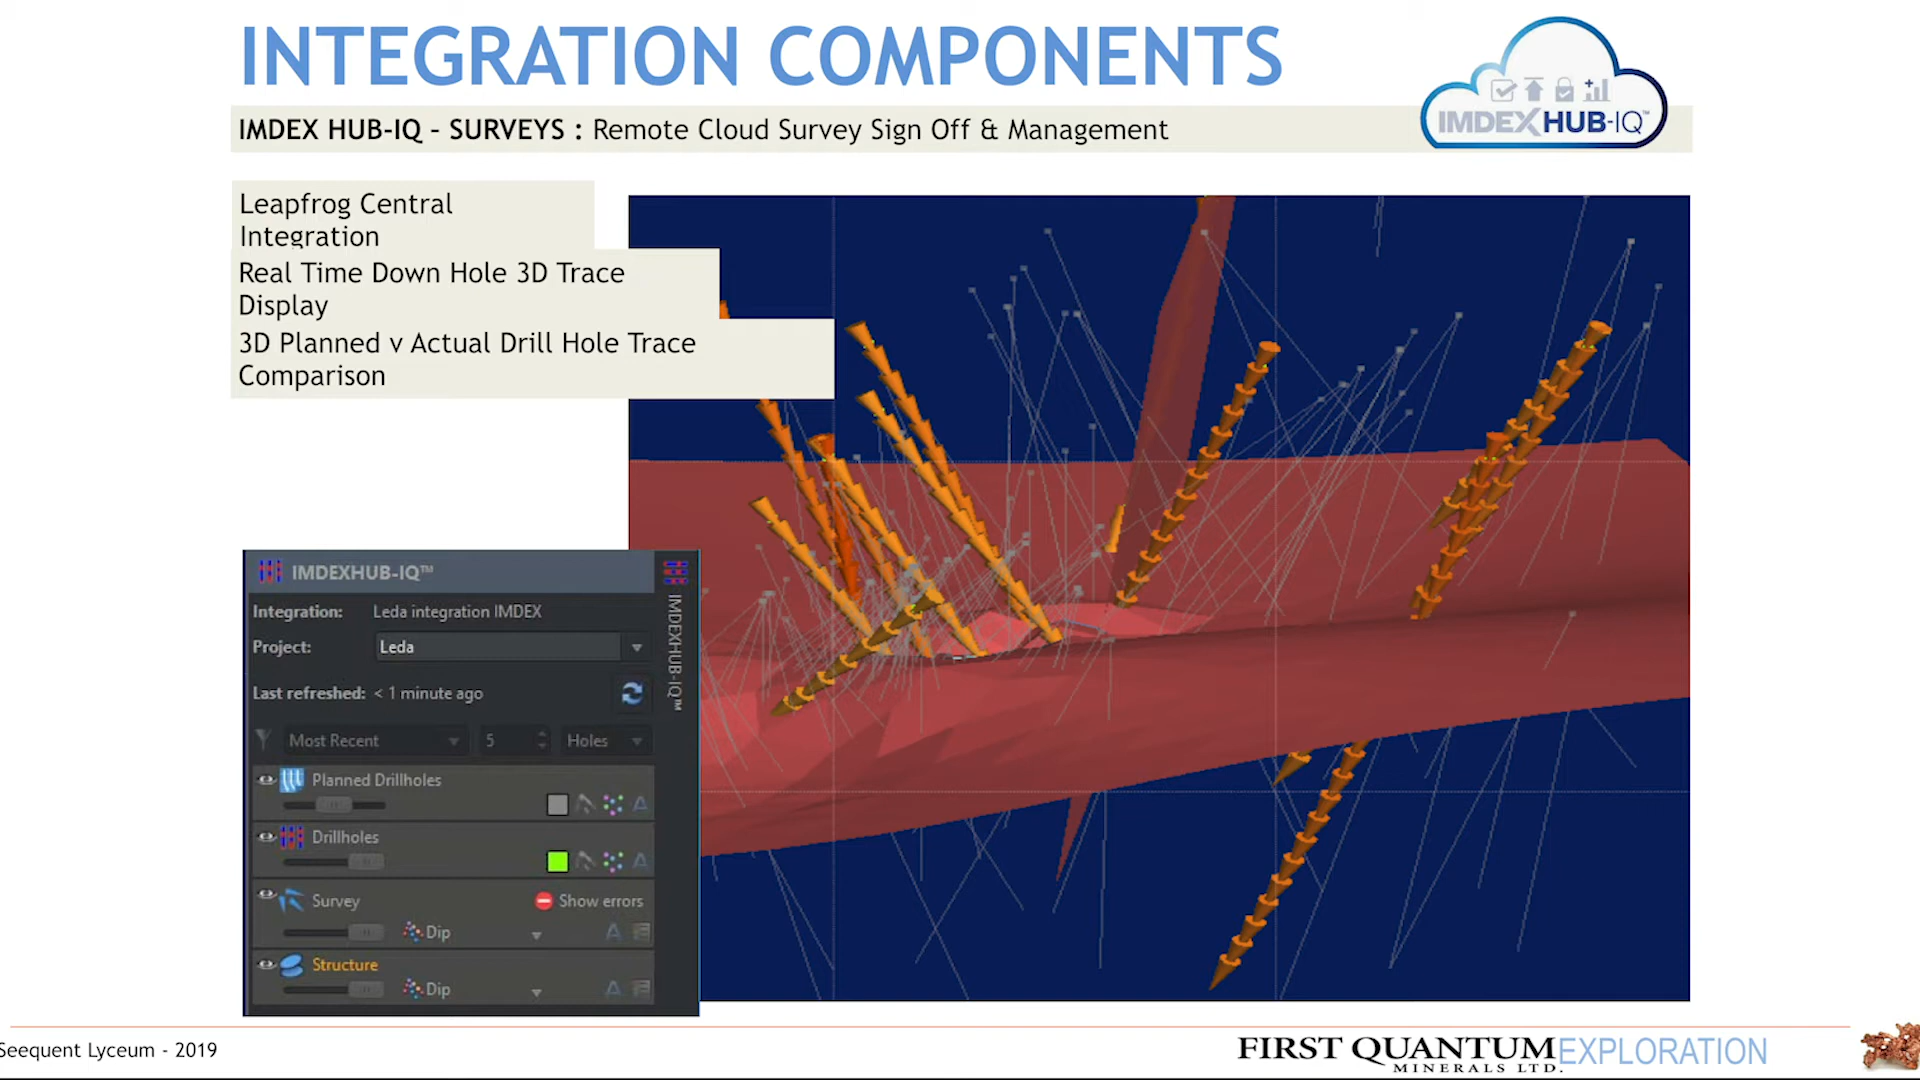 INTEGRATION COMPONENTS
IMDEX HUB-IQ – SURVEYS : Remote Cloud Survey Sign Off & Management
IMDEXHUB-IQ™
Leapfrog Central
Integration
Real Time Down Hole 3D Trace
Display
3D Planned v Actual Drill Hole Trace
Comparison
IMDEXHUB-IQ™
IMDEXHUB-IQ™
Integration: Leda integration IMDEX
Project: Leda
Last refreshed: < 1 minute ago
Most Recent 5 Holes
Planned Drillholes
Drillholes
Survey Show errors
Dip
Structure
Dip
Seequent Lyceum - 2019
FIRST QUANTUM EXPLORATION
MINERALS LTD.